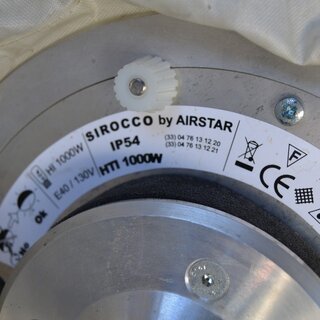 SIROCCO by AIRSTAR
IP54
(33) 04 76 13 12 20
(33) 04 76 13 12 21
HTI 1000W
HI 1000W
E40 / 130V
Ok
F